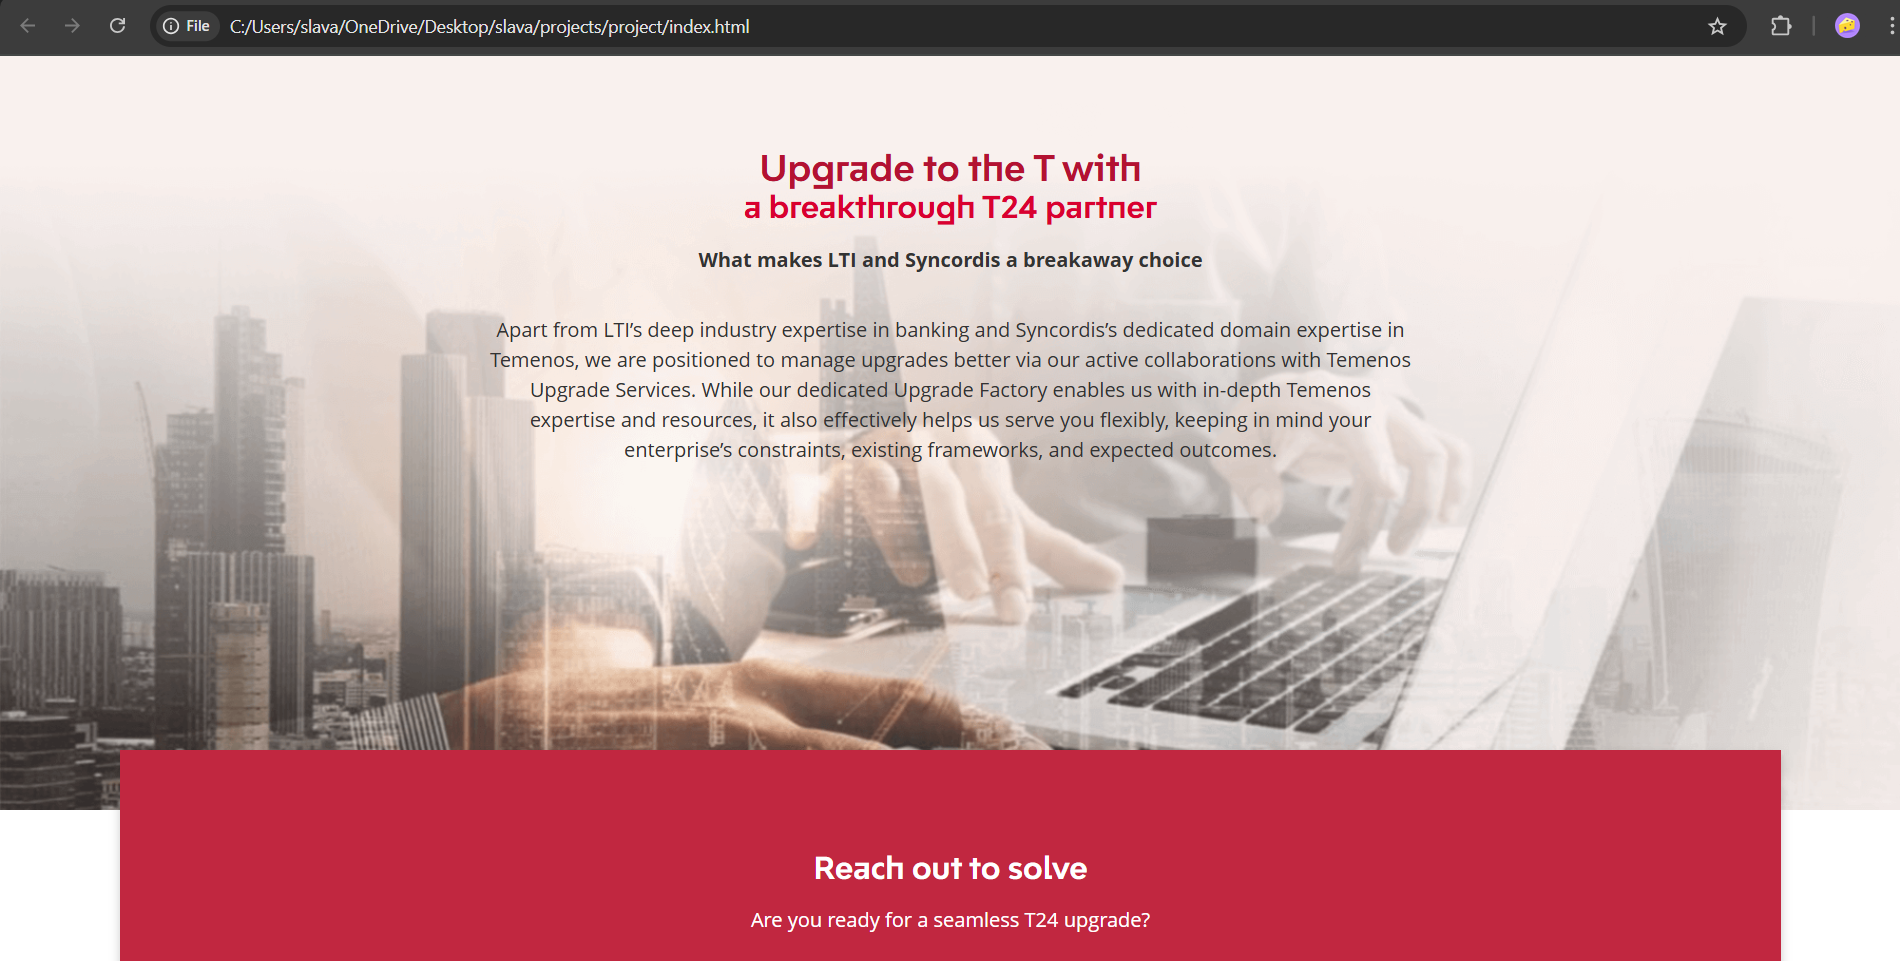 File
C:/Users/slava/OneDrive/Desktop/slava/projects/project/index.html
Upgrade to the T with
a breakthrough T24 partner
What makes LTI and Syncordis a breakaway choice
Apart from LTI’s deep industry expertise in banking and Syncordis’s dedicated domain expertise in
Temenos, we are positioned to manage upgrades better via our active collaborations with Temenos
Upgrade Services. While our dedicated Upgrade Factory enables us with in-depth Temenos
expertise and resources, it also effectively helps us serve you flexibly, keeping in mind your
enterprise’s constraints, existing frameworks, and expected outcomes.
Reach out to solve
Are you ready for a seamless T24 upgrade?